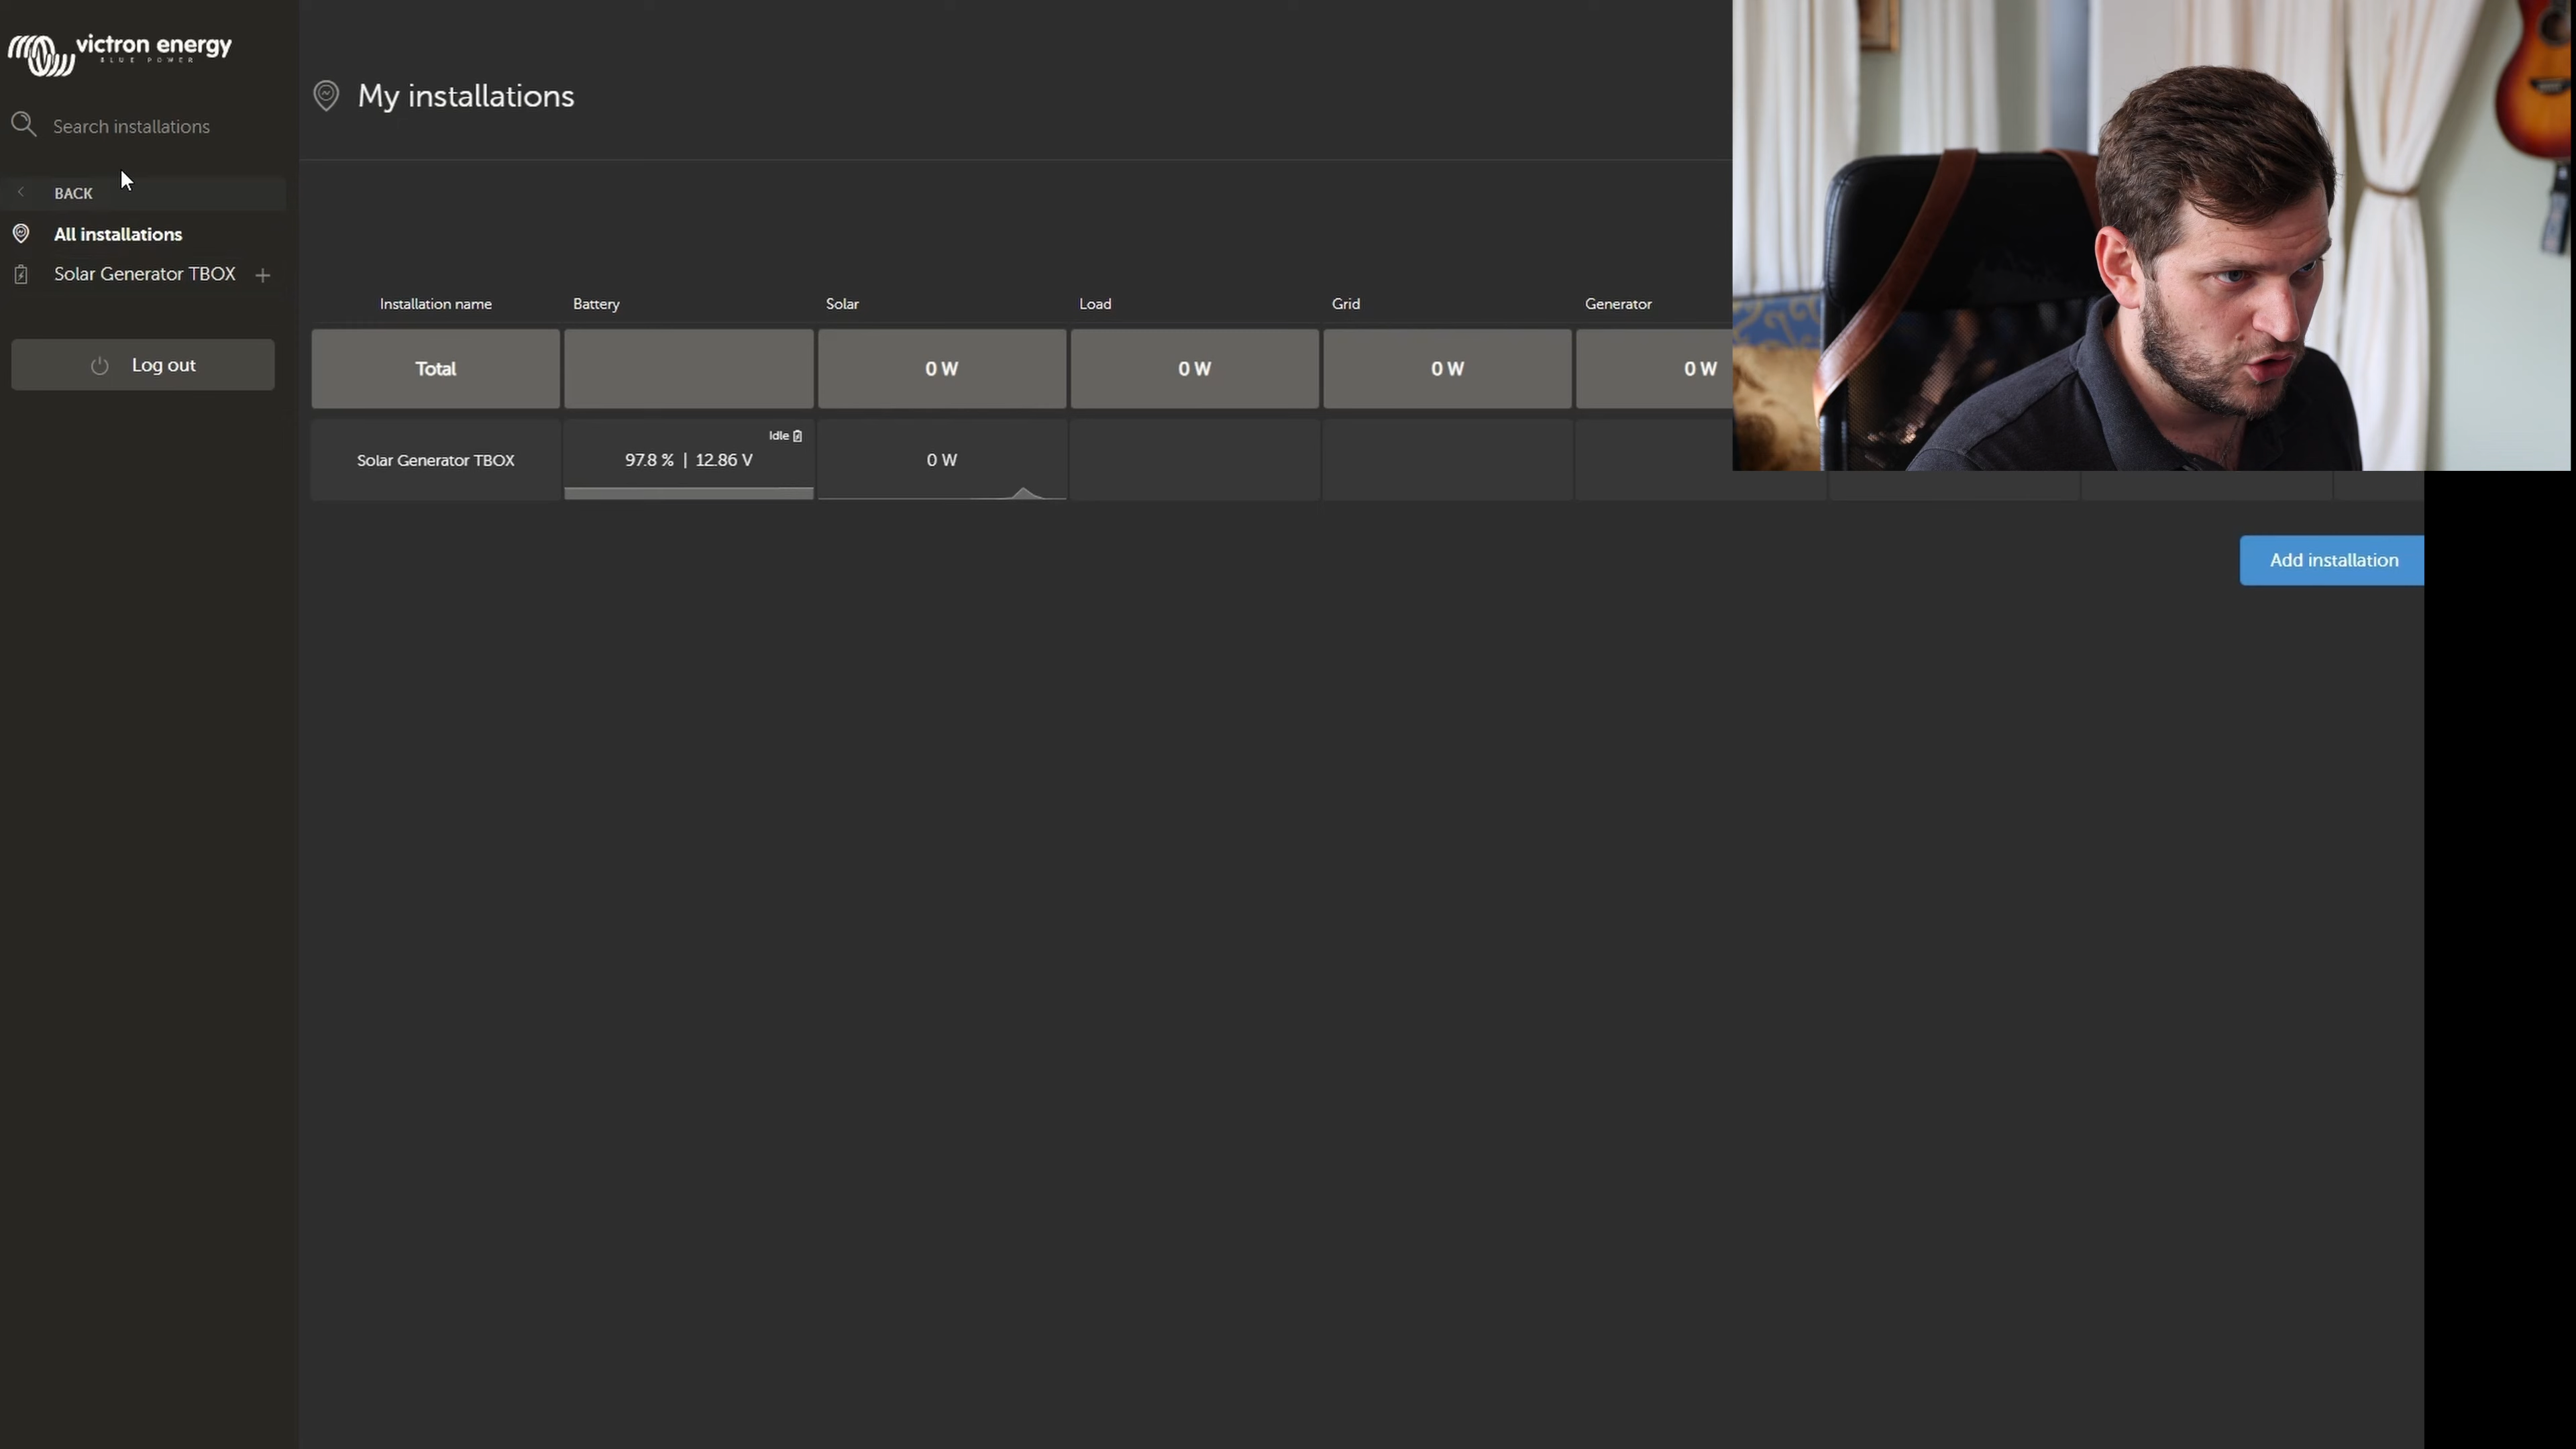 victron energy
BLUE POWER
Search installations
BACK
All installations
Solar Generator TBOX
Log out
My installations
Installation name Battery Solar Load Grid Generator
Total 0 W 0 W 0 W 0 W
Idle
Solar Generator TBOX 97.8 % | 12.86 V 0 W
Add installation